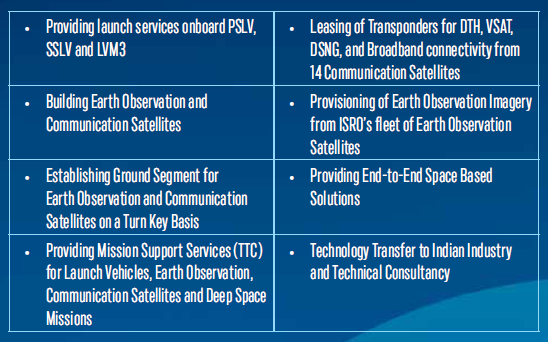 • Providing launch services onboard PSLV,
SSLV and LVM3
• Leasing of Transponders for DTH, VSAT,
DSNG, and Broadband connectivity from
14 Communication Satellites
• Building Earth Observation and
Communication Satellites
• Provisioning of Earth Observation Imagery
from ISRO's fleet of Earth Observation
Satellites
• Establishing Ground Segment for
Earth Observation and Communication
Satellites on a Turn Key Basis
• Providing End-to-End Space Based
Solutions
• Providing Mission Support Services (TTC)
for Launch Vehicles, Earth Observation,
Communication Satellites and Deep Space
Missions
• Technology Transfer to Indian Industry
and Technical Consultancy